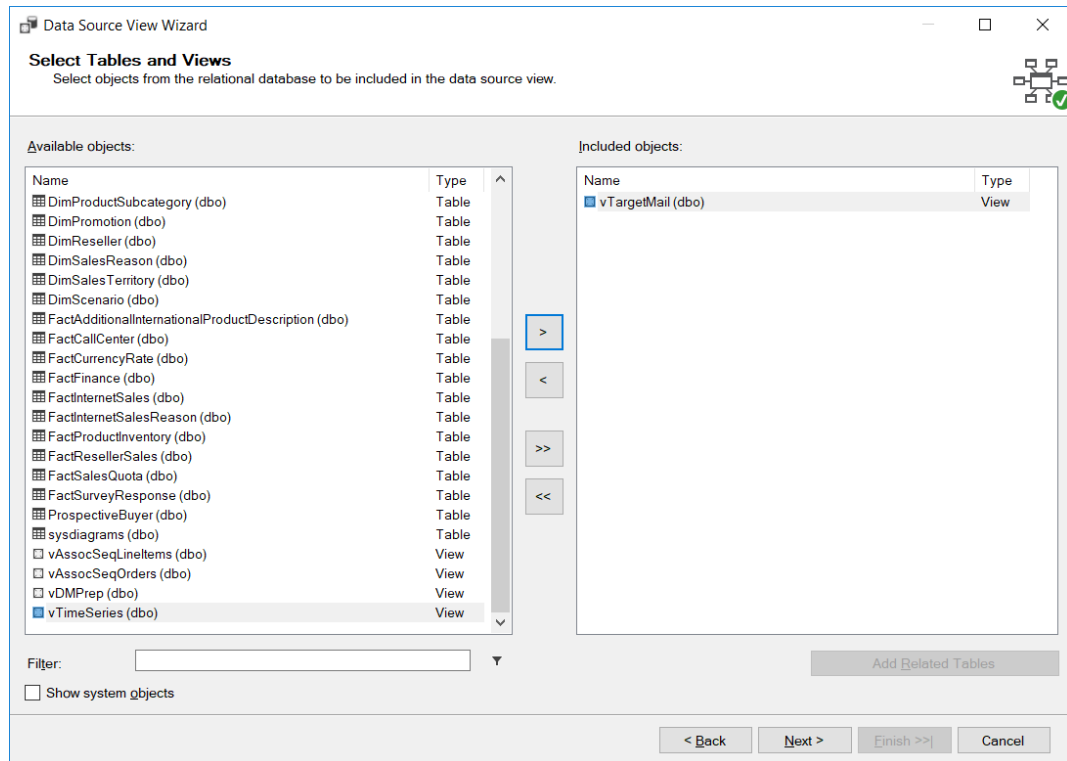 Data Source View Wizard
Select Tables and Views
Select objects from the relational database to be included in the data source view.
Available objects:
Name Type
DimProductSubcategory (dbo) Table
DimPromotion (dbo) Table
DimReseller (dbo) Table
DimSalesReason (dbo) Table
DimSalesTerritory (dbo) Table
DimScenario (dbo) Table
FactAdditionalInternationalProductDescription (dbo) Table
FactCallCenter (dbo) Table
FactCurrencyRate (dbo) Table
FactFinance (dbo) Table
FactInternetSales (dbo) Table
FactInternetSalesReason (dbo) Table
FactProductInventory (dbo) Table
FactResellerSales (dbo) Table
FactSalesQuota (dbo) Table
FactSurveyResponse (dbo) Table
ProspectiveBuyer (dbo) Table
sysdiagrams (dbo) Table
vAssocSeqLineItems (dbo) View
vAssocSeqOrders (dbo) View
vDMPrep (dbo) View
vTimeSeries (dbo) View
>
<
>>
<<
Included objects:
Name Type
vTargetMail (dbo) View
Filter:
Add Related Tables
Show system objects
< Back Next > Finish >>| Cancel